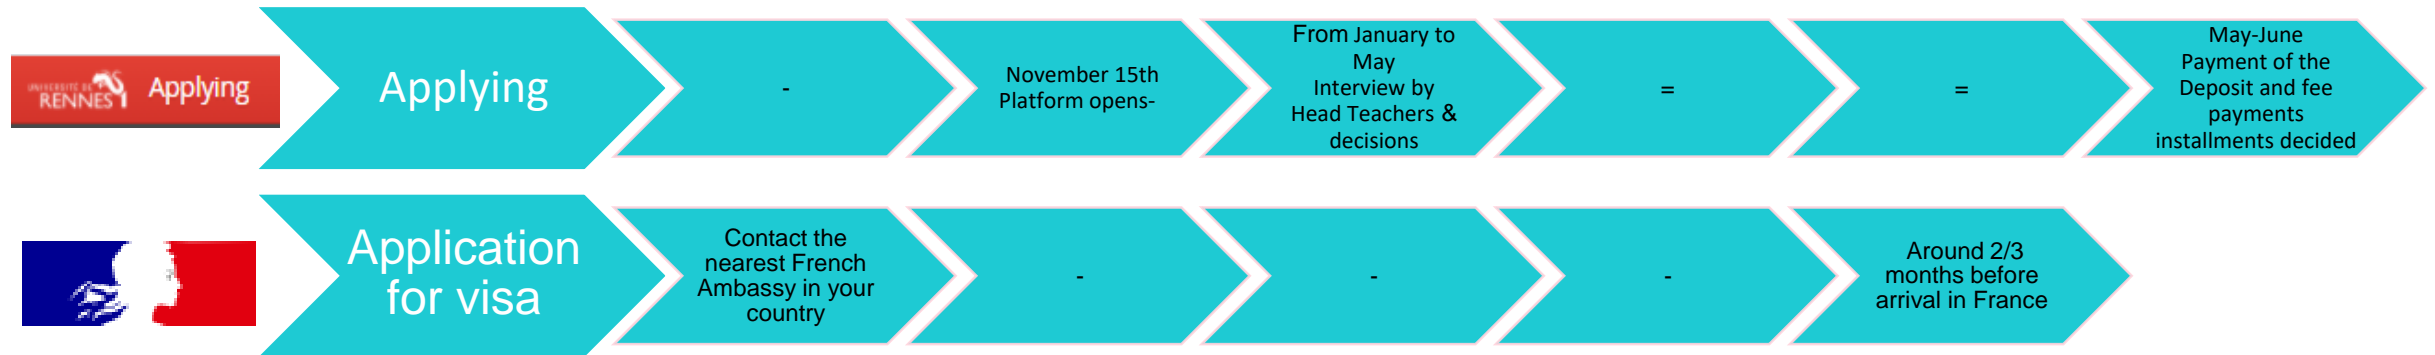 UNIVERSITÉ DE
RENNES
Applying
Applying
-
November 15th
Platform opens-
From January to
May
Interview by
Head Teachers &
decisions
=
=
May-June
Payment of the
Deposit and fee
payments
installments decided
Application
for visa
Contact the
nearest French
Ambassy in your
country
-
-
-
Around 2/3
months before
arrival in France